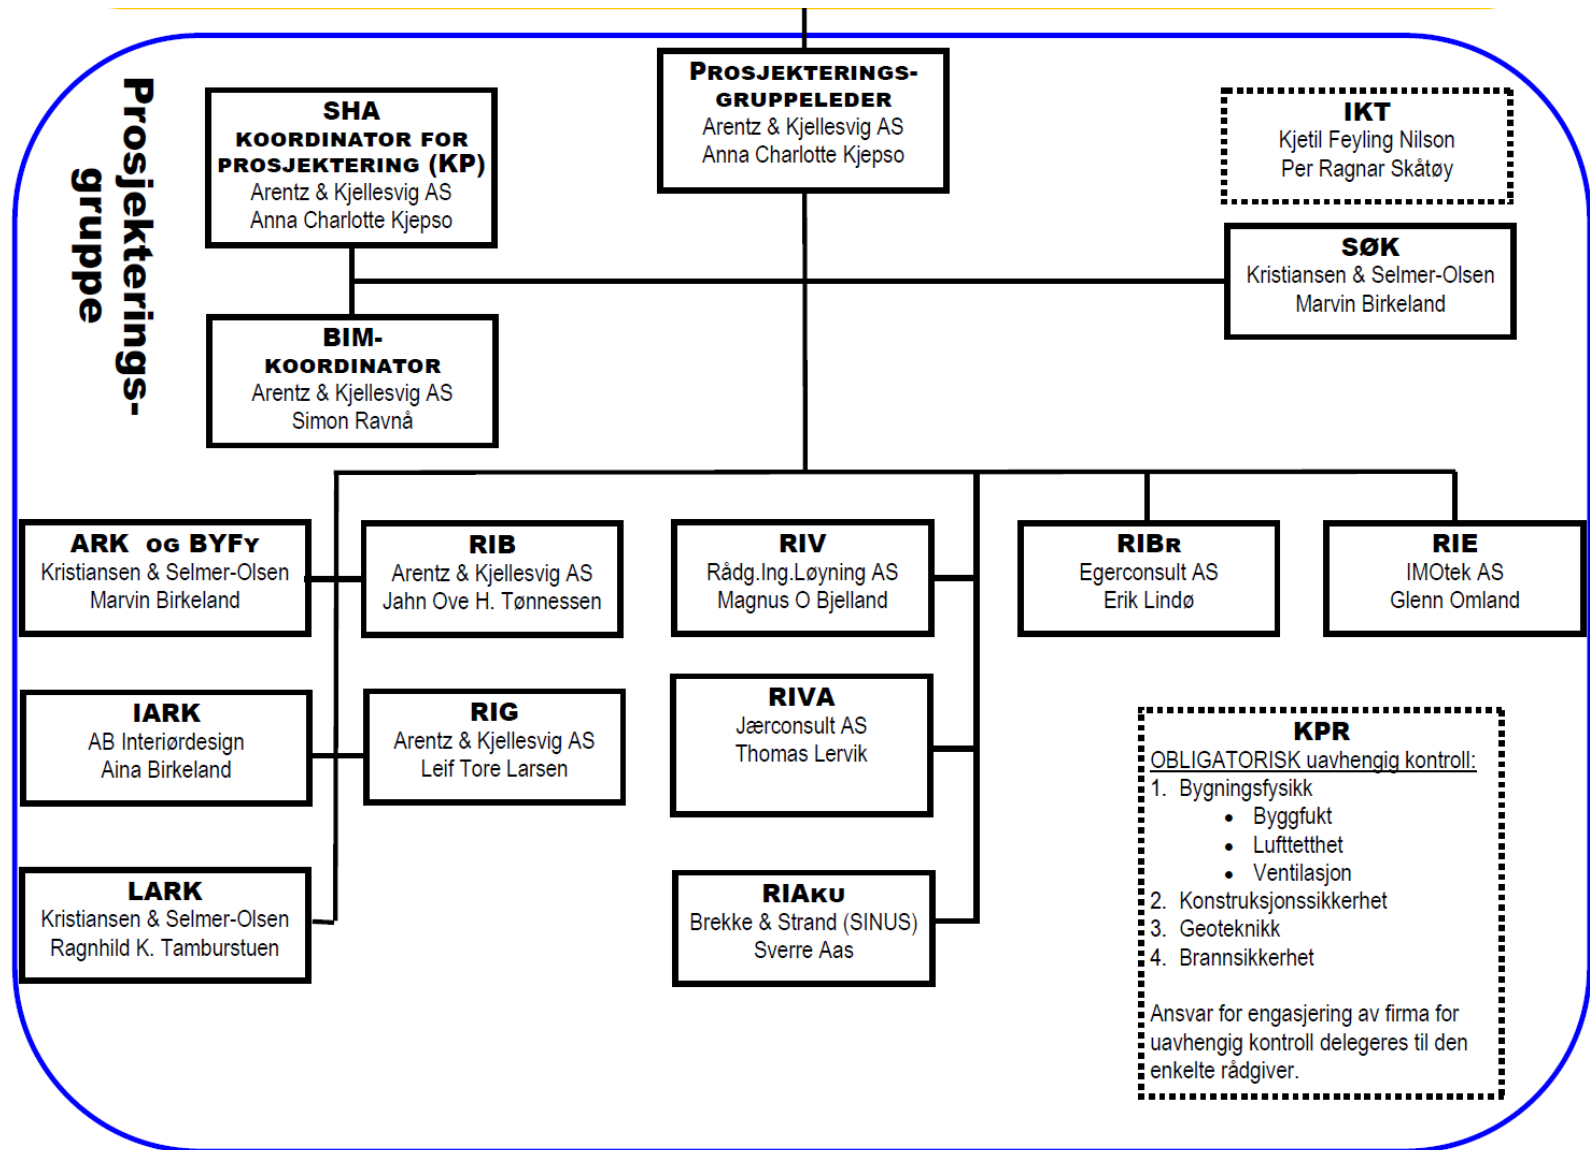 Prosjekterings-
gruppe
PROSJEKTERINGS-
GRUPPELEDER
Arentz & Kjellesvig AS
Anna Charlotte Kjepso
SHA
KOORDINATOR FOR
PROSJEKTERING (KP)
Arentz & Kjellesvig AS
Anna Charlotte Kjepso
IKT
Kjetil Feyling Nilson
Per Ragnar Skåtøy
SØK
Kristiansen & Selmer-Olsen
Marvin Birkeland
BIM-
KOORDINATOR
Arentz & Kjellesvig AS
Simon Ravnå
ARK OG BYFY
Kristiansen & Selmer-Olsen
Marvin Birkeland
RIB
Arentz & Kjellesvig AS
Jahn Ove H. Tønnessen
RIV
Rådg.Ing.Løyning AS
Magnus O Bjelland
RIBR
Egerconsult AS
Erik Lindø
RIE
IMOtek AS
Glenn Omland
IARK
AB Interiørdesign
Aina Birkeland
RIG
Arentz & Kjellesvig AS
Leif Tore Larsen
RIVA
Jærconsult AS
Thomas Lervik
LARK
Kristiansen & Selmer-Olsen
Ragnhild K. Tamburstuen
RIAKU
Brekke & Strand (SINUS)
Sverre Aas
KPR
OBLIGATORISK uavhengig kontroll:
1. Bygningsfysikk
• Byggfukt
• Lufttetthet
• Ventilasjon
2. Konstruksjonssikkerhet
3. Geoteknikk
4. Brannsikkerhet
Ansvar for engasjering av firma for
uavhengig kontroll delegeres til den
enkelte rådgiver.